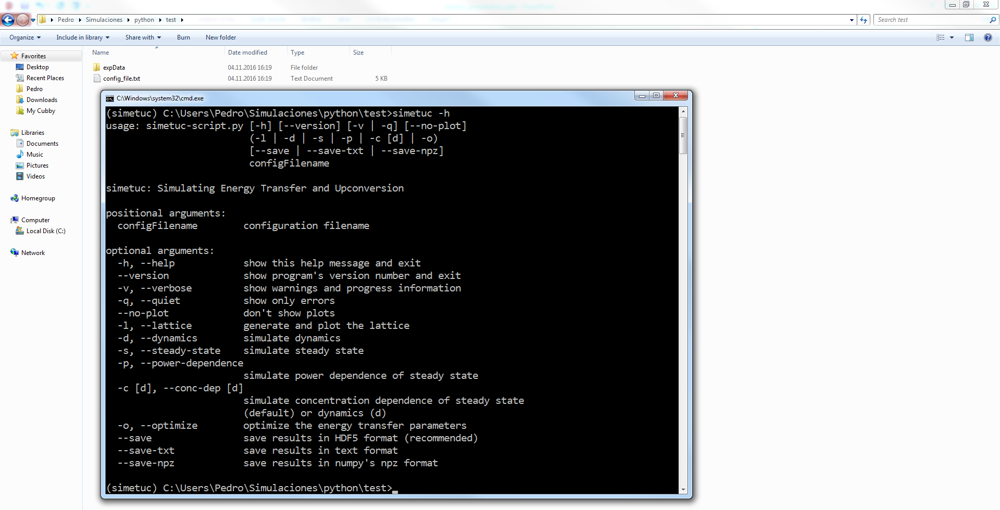 Pedro Simulaciones python test
Search test
Organize Include in library Share with Burn New folder
Name Date modified Type Size
expData 04.11.2016 16:19 File folder
config_file.txt 04.11.2016 16:19 Text Document 5 KB
Favorites
Desktop
Recent Places
Pedro
Downloads
My Cubby
Libraries
Documents
Music
Pictures
Videos
Homegroup
Computer
Local Disk (C:)
Network
C:\Windows\system32\cmd.exe
(simetuc) C:\Users\Pedro\Simulaciones\python\test>simetuc -h
usage: simetuc-script.py [-h] [--version] [-v | -q] [--no-plot]
(-l | -d | -s | -p | -c [d] | -o)
[--save | --save-txt | --save-npz]
configFilename
simetuc: Simulating Energy Transfer and Upconversion
positional arguments:
configFilename configuration filename
optional arguments:
-h, --help show this help message and exit
--version show program's version number and exit
-v, --verbose show warnings and progress information
-q, --quiet show only errors
--no-plot don't show plots
-l, --lattice generate and plot the lattice
-d, --dynamics simulate dynamics
-s, --steady-state simulate steady state
-p, --power-dependence
simulate power dependence of steady state
-c [d], --conc-dep [d]
simulate concentration dependence of steady state
(default) or dynamics (d)
-o, --optimize optimize the energy transfer parameters
--save save results in HDF5 format (recommended)
--save-txt save results in text format
--save-npz save results in numpy's npz format
(simetuc) C:\Users\Pedro\Simulaciones\python\test>_